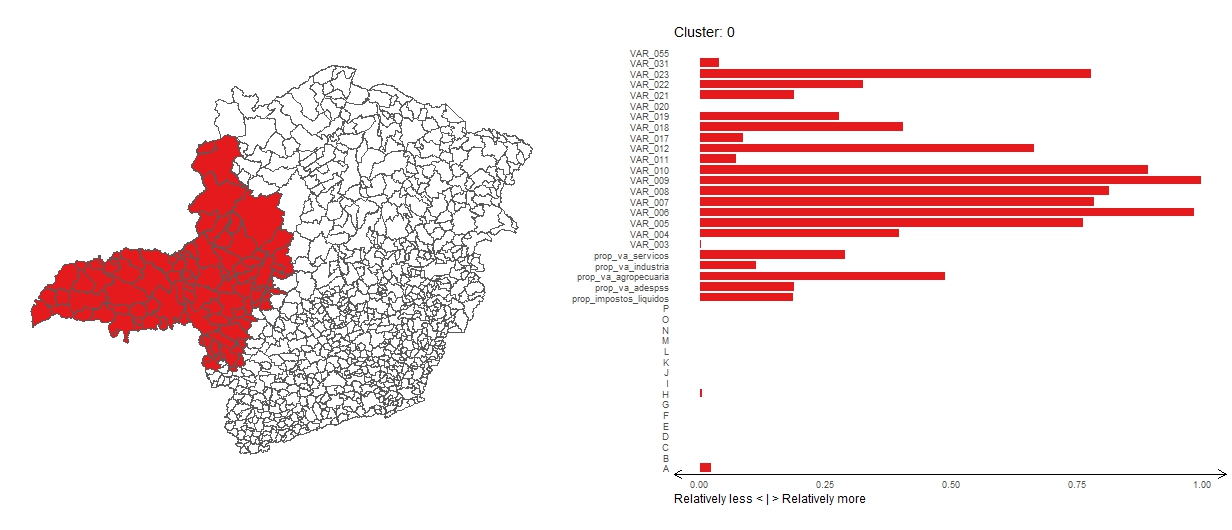 Cluster: 0
VAR_055
VAR_031
VAR_023
VAR_022
VAR_021
VAR_020
VAR_019
VAR_018
VAR_017
VAR_012
VAR_011
VAR_010
VAR_009
VAR_008
VAR_007
VAR_006
VAR_005
VAR_004
VAR_003
prop_va_servicos
prop_va_industria
prop_va_agropecuaria
prop_va_adespss
prop_impostos_liquidos
P
O
N
M
L
K
J
I
H
G
F
E
D
C
B
A
0.00 0.25 0.50 0.75 1.00
Relatively less < | > Relatively more